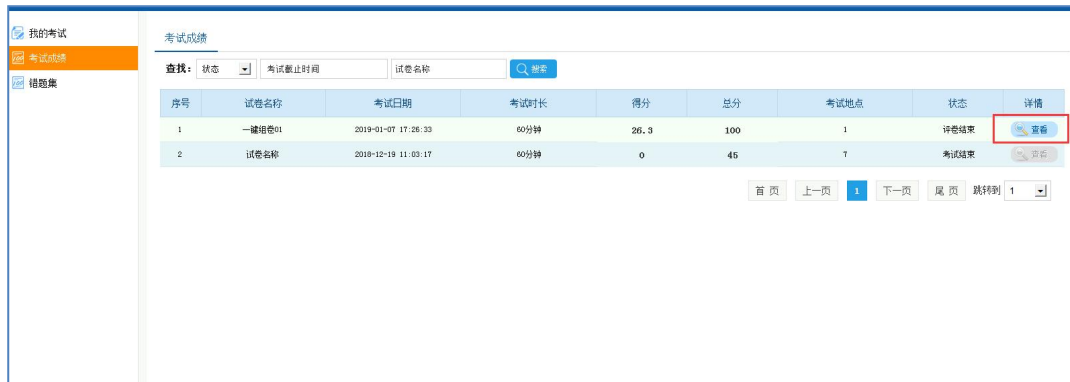 我的考试
考试成绩
错题集
考试成绩
查找: 状态 考试截止时间 试卷名称 搜索
序号 试卷名称 考试日期 考试时长 得分 总分 考试地点 状态 详情
1 一建组卷01 2019-01-07 17:26:33 60分钟 26.3 100 1 评卷结束 查看
2 试卷名称 2018-12-19 11:03:17 60分钟 0 45 7 考试结束 查看
首页 上一页 1 下一页 尾页 跳转到 1